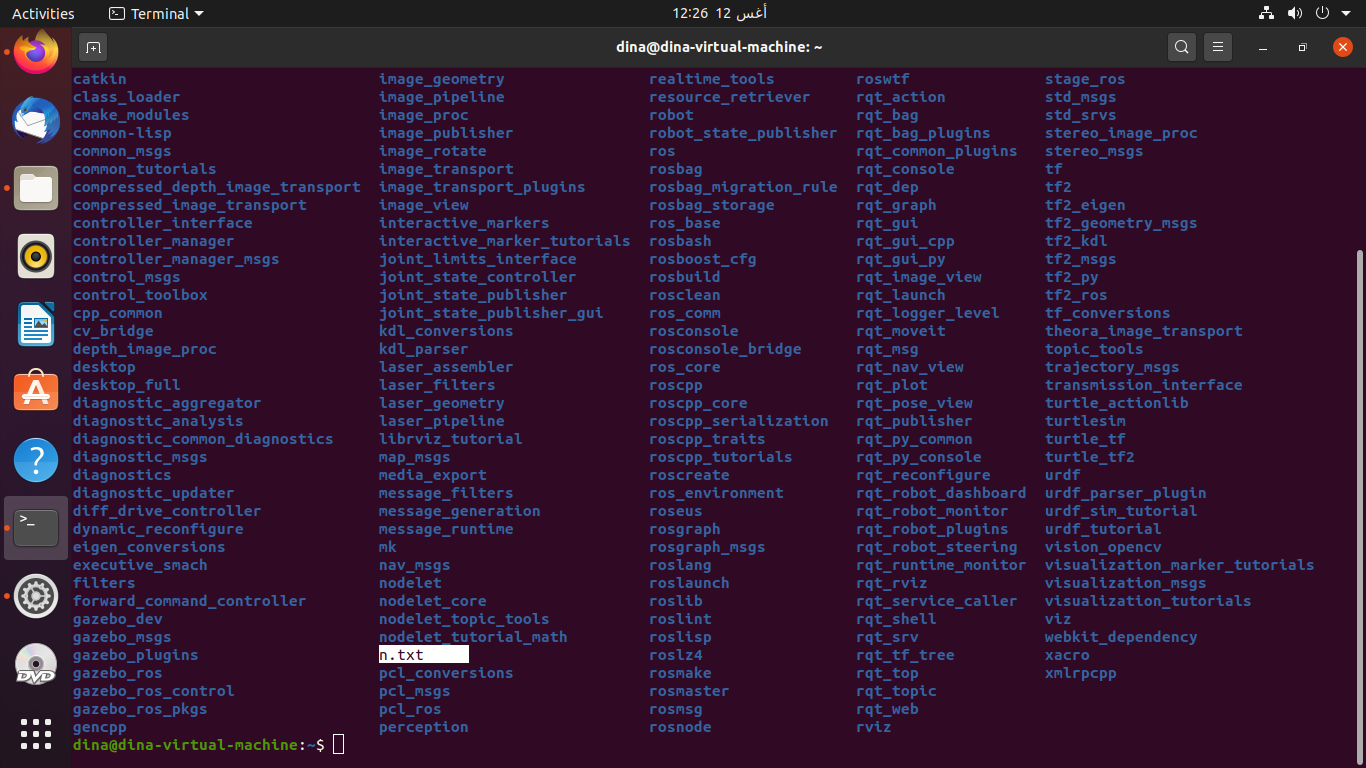 Activities Terminal 12:26 12 أغس
dina@dina-virtual-machine: ~
catkin image_geometry realtime_tools roswtf stage_ros
class_loader image_pipeline resource_retriever rqt_action std_msgs
cmake_modules image_proc robot rqt_bag std_srvs
common-lisp image_publisher robot_state_publisher rqt_bag_plugins stereo_image_proc
common_msgs image_rotate ros rqt_common_plugins stereo_msgs
common_tutorials image_transport rosbag rqt_console tf
compressed_depth_image_transport image_transport_plugins rosbag_migration_rule rqt_dep tf2
compressed_image_transport image_view rosbag_storage rqt_graph tf2_eigen
controller_interface interactive_markers ros_base rqt_gui tf2_geometry_msgs
controller_manager interactive_marker_tutorials rosbash rqt_gui_cpp tf2_kdl
controller_manager_msgs joint_limits_interface rosboost_cfg rqt_gui_py tf2_msgs
control_msgs joint_state_controller rosbuild rqt_image_view tf2_py
control_toolbox joint_state_publisher rosclean rqt_launch tf2_ros
cpp_common joint_state_publisher_gui ros_comm rqt_logger_level tf_conversions
cv_bridge kdl_conversions rosconsole rqt_moveit theora_image_transport
depth_image_proc kdl_parser rosconsole_bridge rqt_msg topic_tools
desktop laser_assembler ros_core rqt_nav_view trajectory_msgs
desktop_full laser_filters roscpp rqt_plot transmission_interface
diagnostic_aggregator laser_geometry roscpp_core rqt_pose_view turtle_actionlib
diagnostic_analysis laser_pipeline roscpp_serialization rqt_publisher turtlesim
diagnostic_common_diagnostics librviz_tutorial roscpp_traits rqt_py_common turtle_tf
diagnostic_msgs map_msgs roscpp_tutorials rqt_py_console turtle_tf2
diagnostics media_export roscreate rqt_reconfigure urdf
diagnostic_updater message_filters ros_environment rqt_robot_dashboard urdf_parser_plugin
diff_drive_controller message_generation roseus rqt_robot_monitor urdf_sim_tutorial
dynamic_reconfigure message_runtime rosgraph rqt_robot_plugins urdf_tutorial
eigen_conversions mk rosgraph_msgs rqt_robot_steering vision_opencv
executive_smach nav_msgs roslang rqt_runtime_monitor visualization_marker_tutorials
filters nodelet roslaunch rqt_rviz visualization_msgs
forward_command_controller nodelet_core roslib rqt_service_caller visualization_tutorials
gazebo_dev nodelet_topic_tools roslint rqt_shell viz
gazebo_msgs nodelet_tutorial_math roslisp rqt_srv webkit_dependency
gazebo_plugins n.txt roslz4 rqt_tf_tree xacro
gazebo_ros pcl_conversions rosmake rqt_top xmlrpcpp
gazebo_ros_control pcl_msgs rosmaster rqt_topic
gazebo_ros_pkgs pcl_ros rosmsg rqt_web
gencpp perception rosnode rviz
dina@dina-virtual-machine:~$
DVD